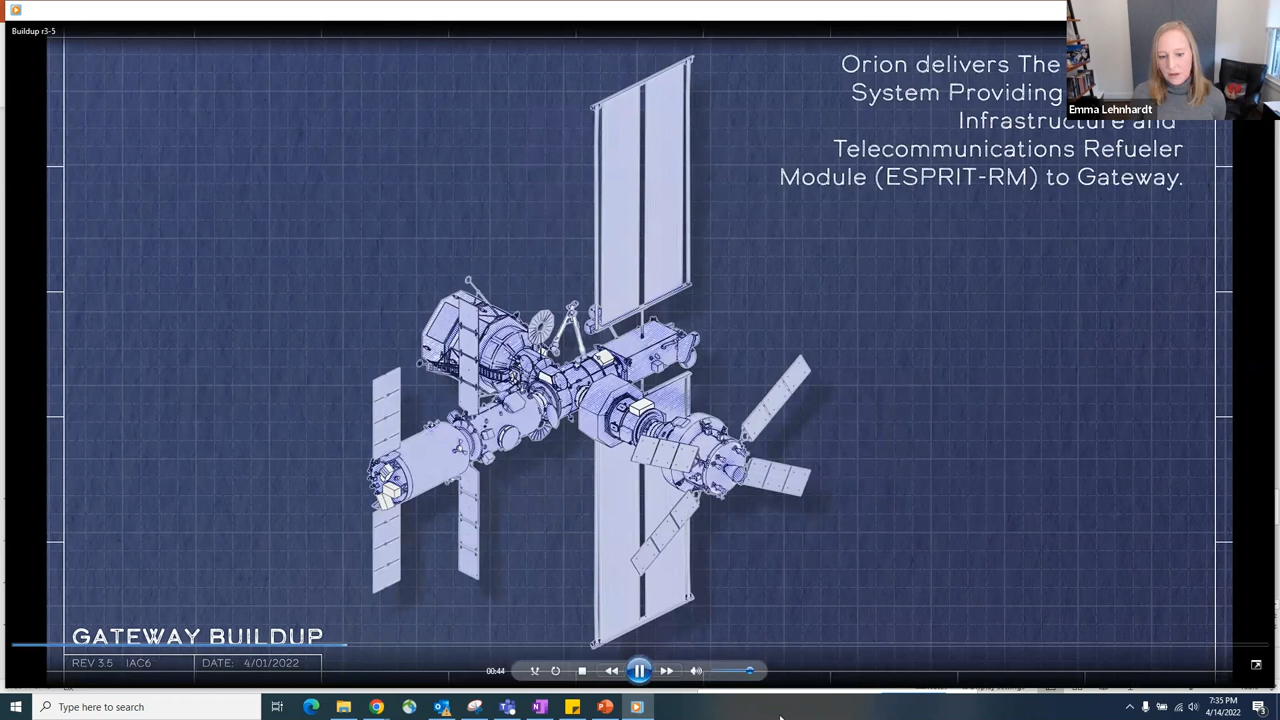 Buildup r3-5
Orion delivers The
System Providing
Infrastructure and
Telecommunications Refueler
Module (ESPRIT-RM) to Gateway.
Emma Lehnhardt
GATEWAY BUILDUP
REV 3.5 IAC6 DATE: 4/01/2022
00:44
Type here to search
7:35 PM
4/14/2022